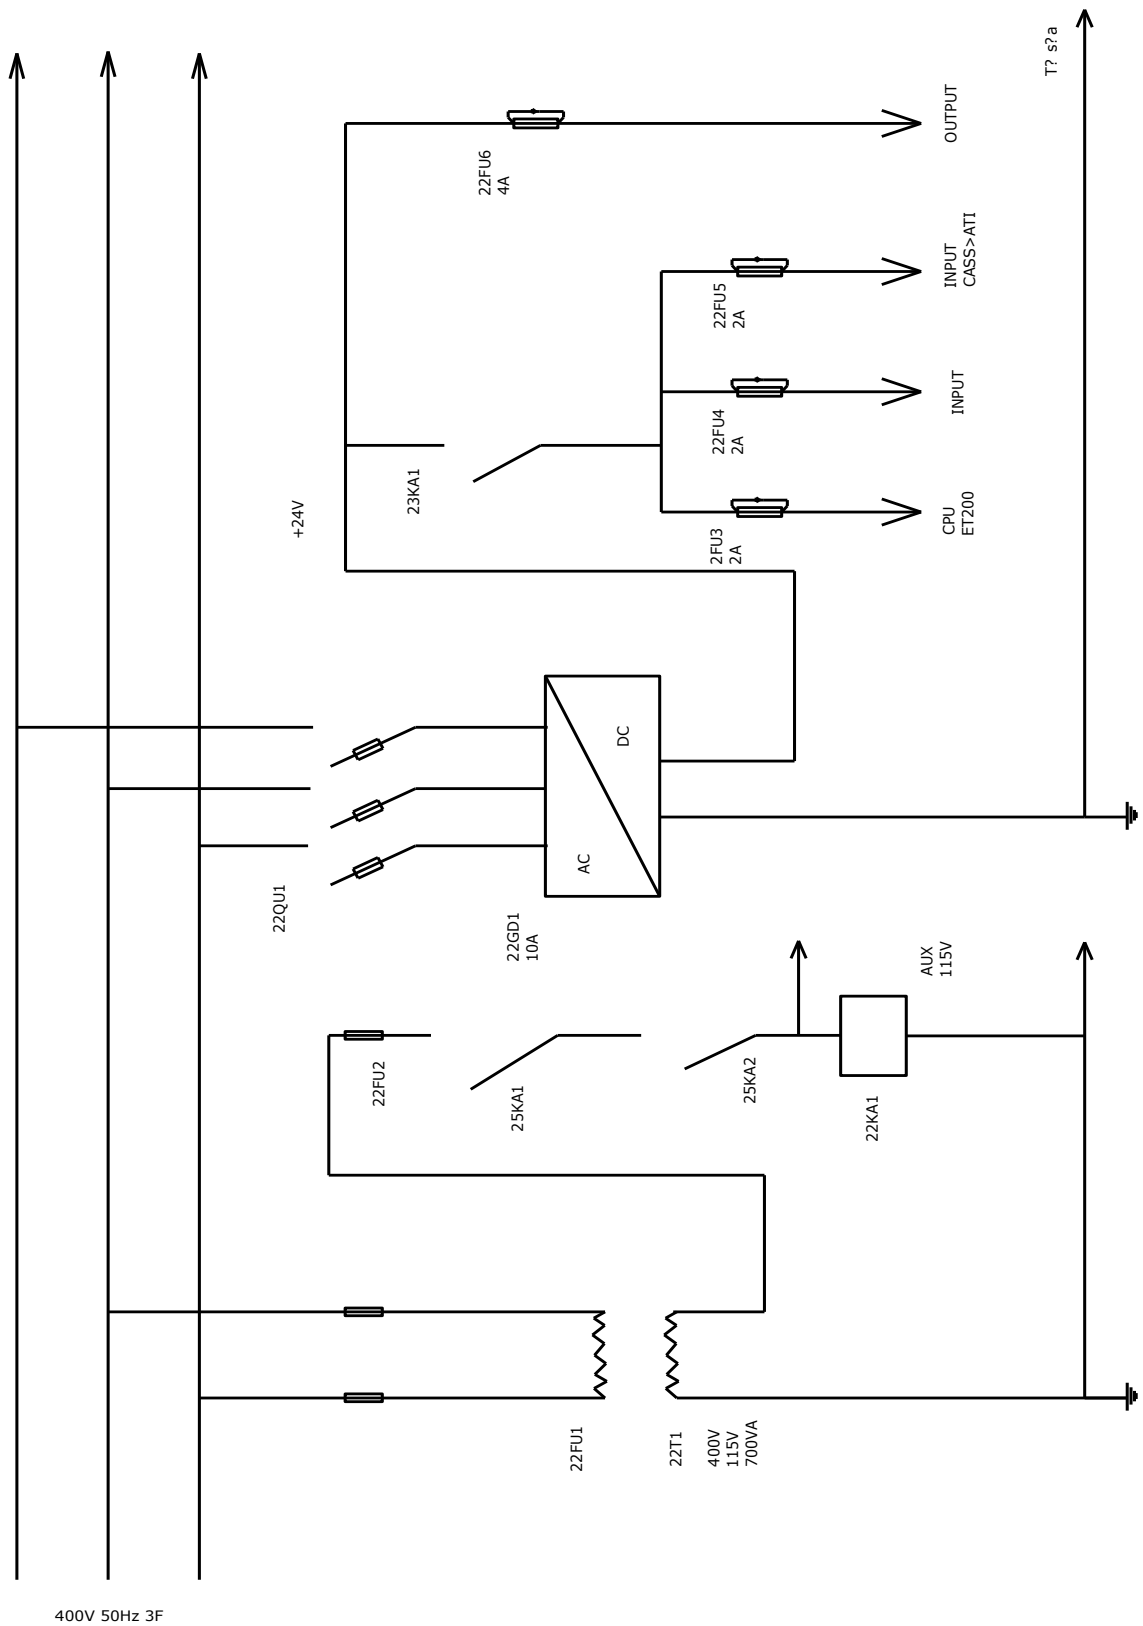 T? s?a
OUTPUT
22FU6
4A
INPUT
CASS>ATI
22FU5
2A
INPUT
22FU4
2A
23KA1
+24V
CPU
ET200
2FU3
2A
DC
AC
22QU1
22GD1
10A
AUX
115V
22FU2
25KA1
25KA2
22KA1
22FU1
22T1
400V
115V
700VA
400V 50Hz 3F